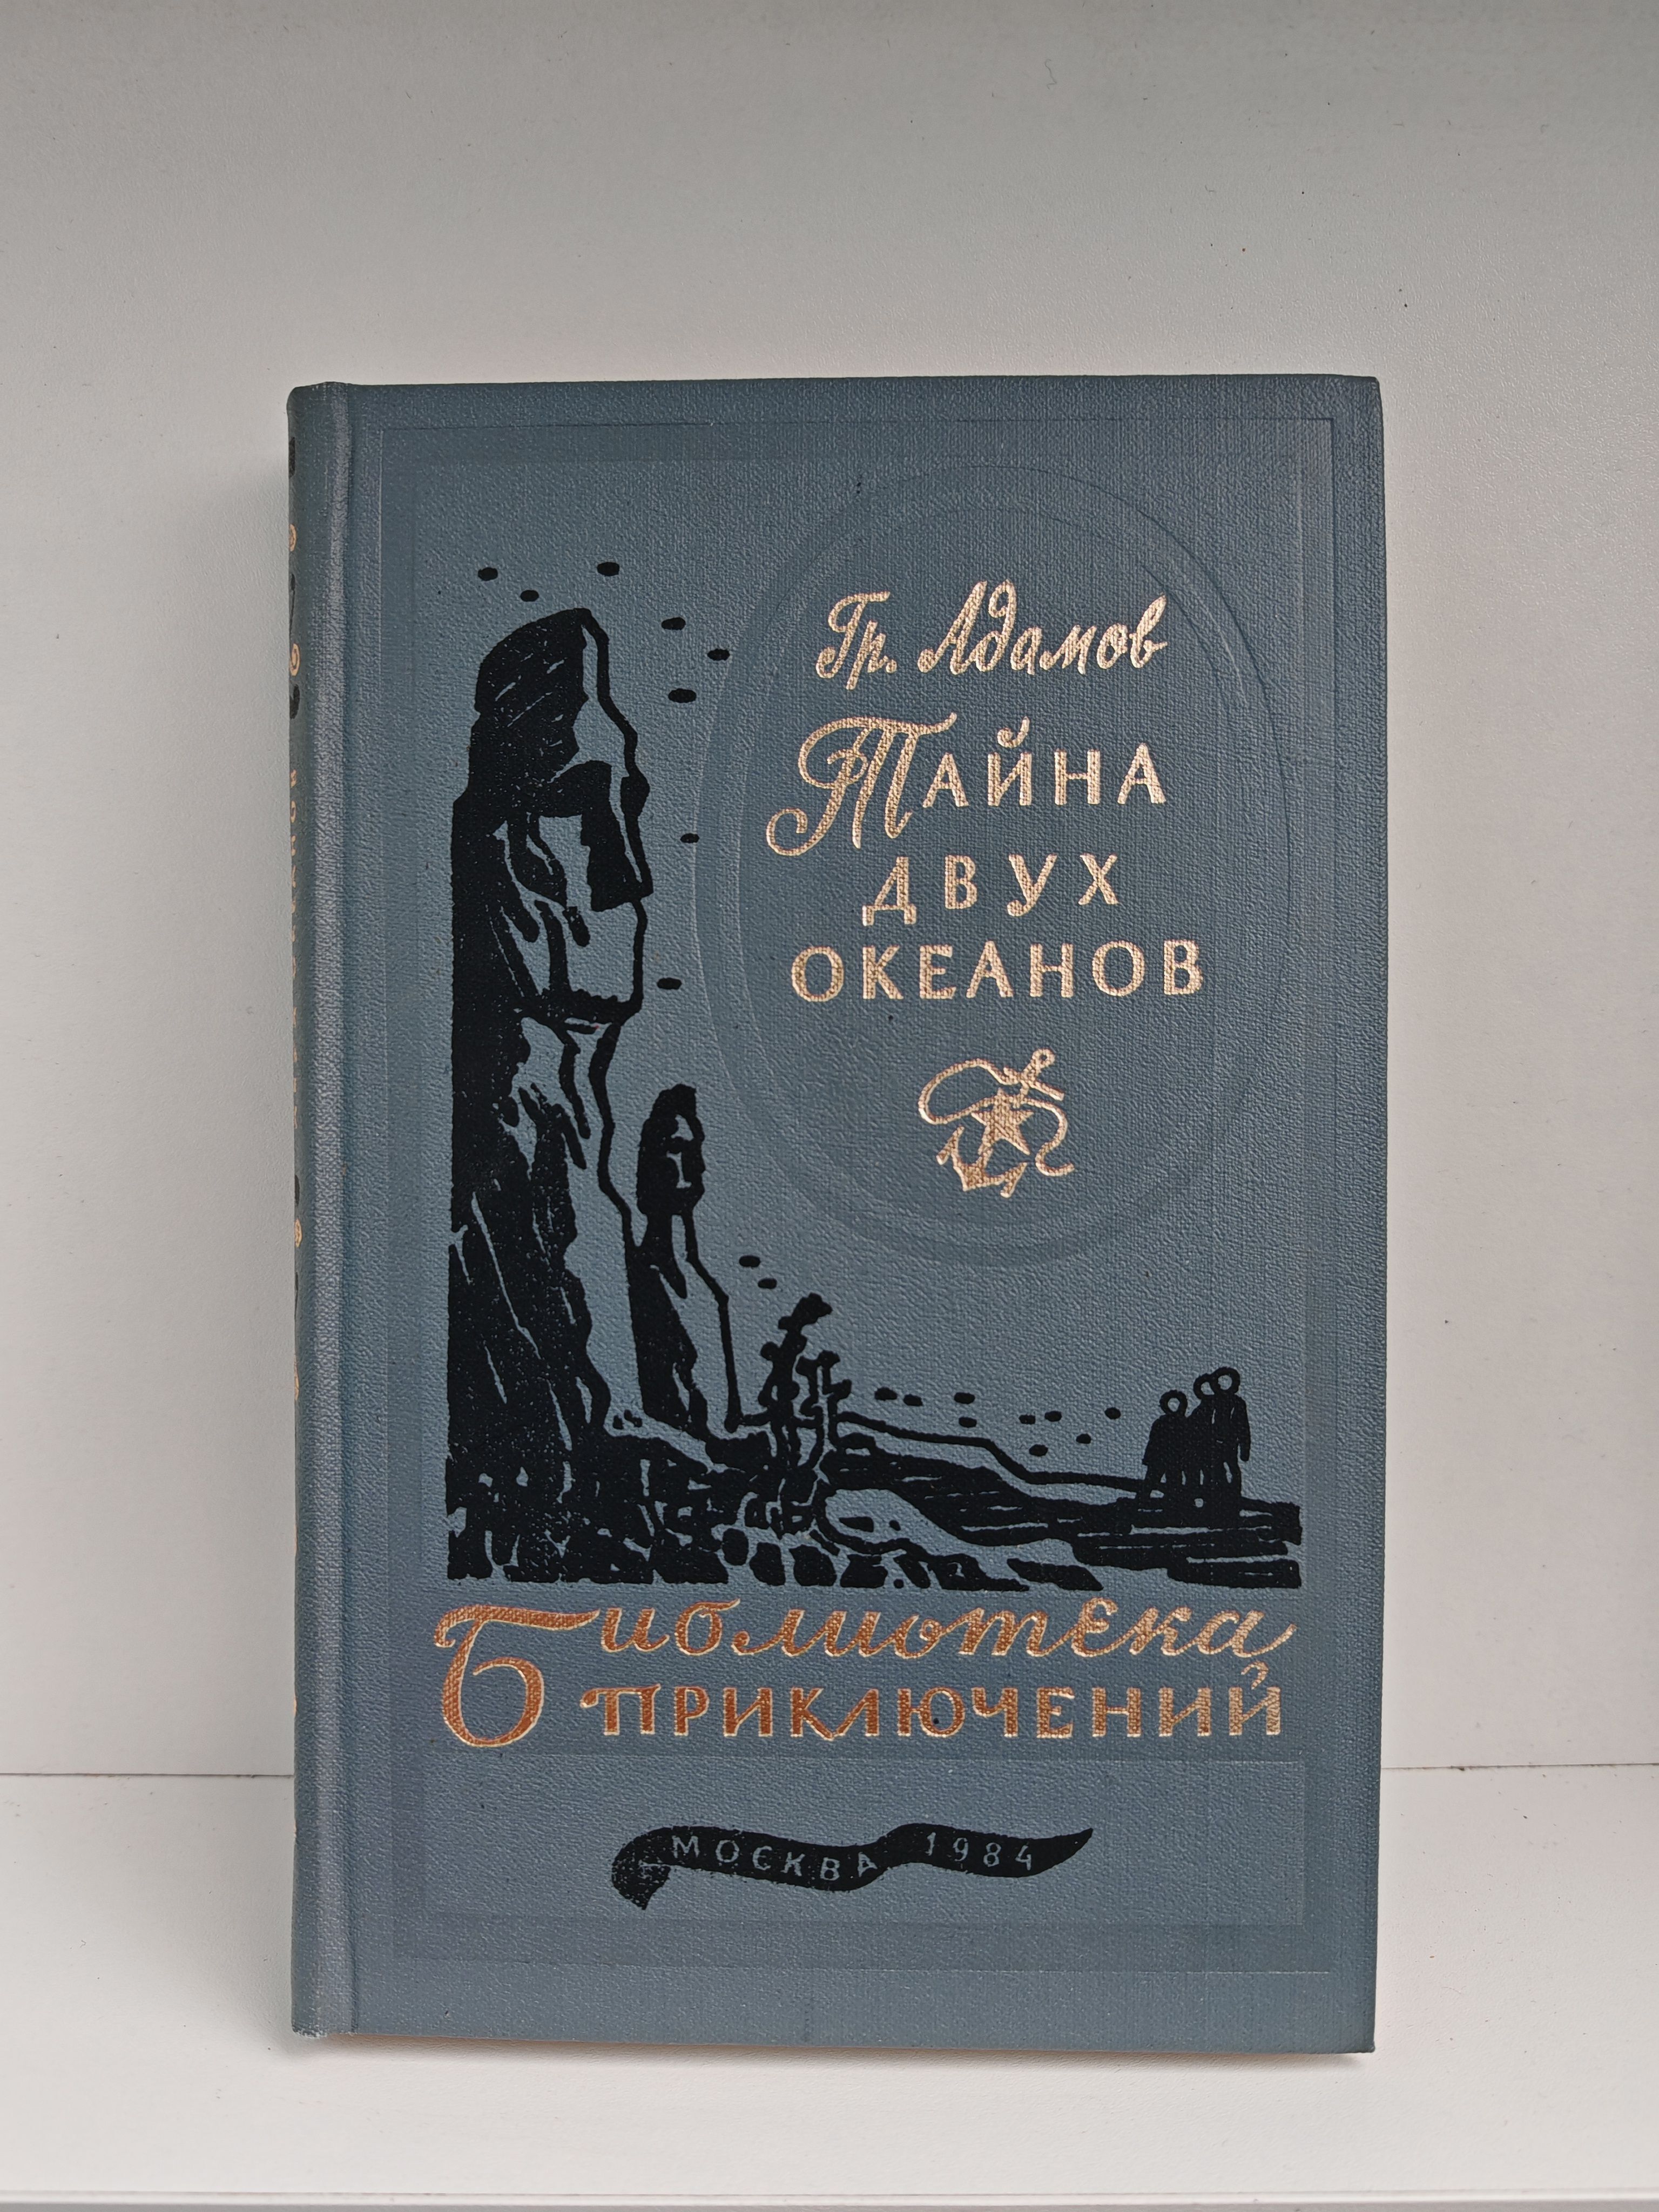 Гр. Адамов
ТАЙНА
ДВУХ
ОКЕАНОВ
Библиотека
ПРИКЛЮЧЕНИЙ
МОСКВА 1984